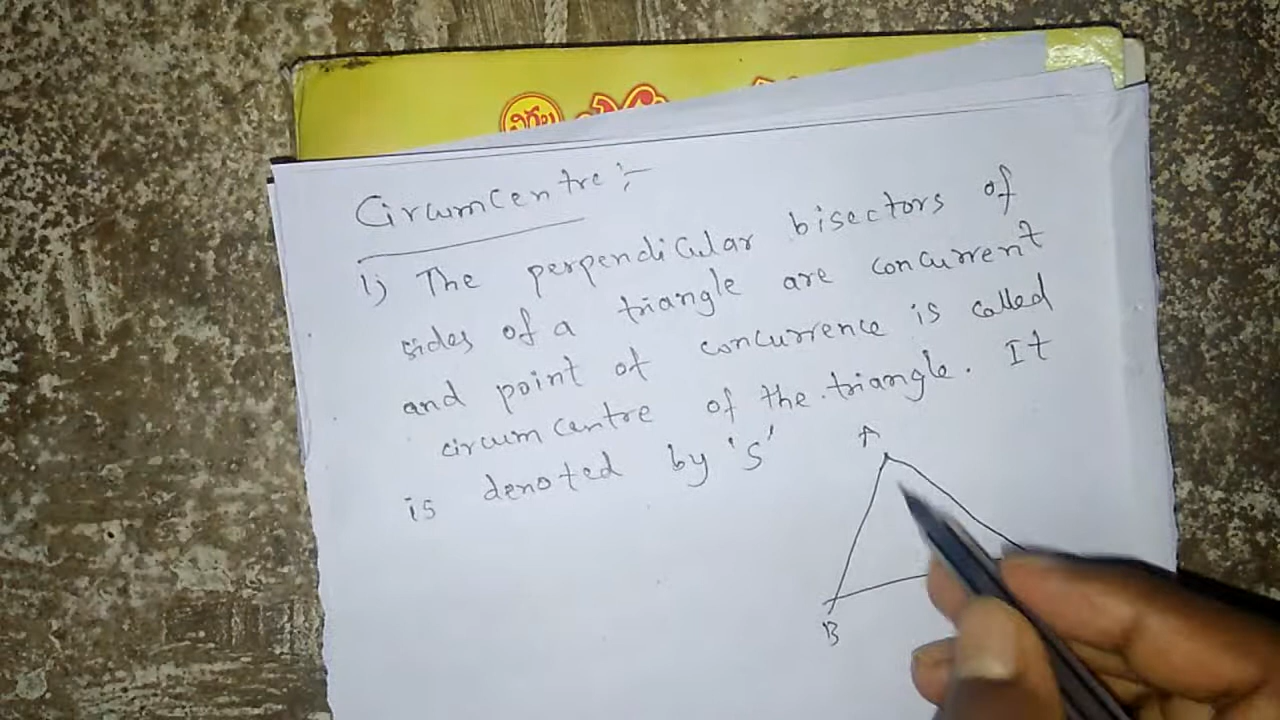 విగ్రబ
Circumcentre :-
1) The perpendicular bisectors of
sides of a triangle are concurrent
and point of concurrence is called
circum centre of the triangle. It
is denoted by 's'
A
B